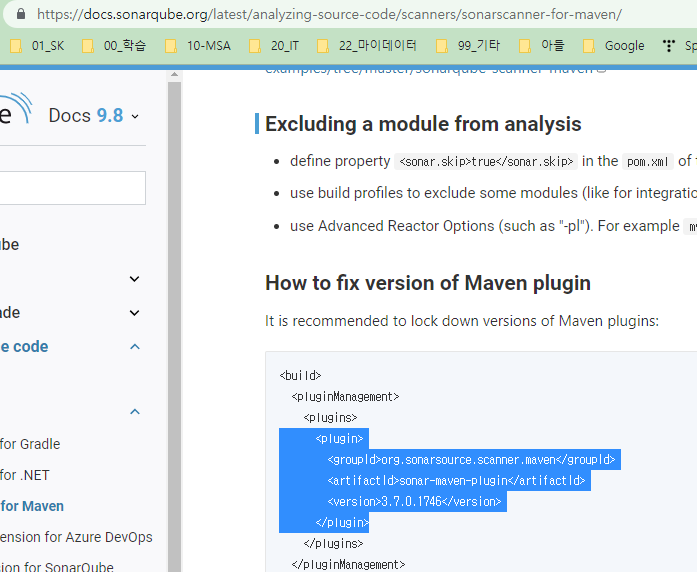 https://docs.sonarqube.org/latest/analyzing-source-code/scanners/sonarscanner-for-maven/
01_SK 00_학습 10-MSA 20_IT 22_마이데이터 99_기타 아들 Google Sp
examples/tree/master/sonarqube-scanner-maven
e Docs 9.8
Excluding a module from analysis
define property <sonar.skip>true</sonar.skip> in the pom.xml of
use build profiles to exclude some modules (like for integratio
use Advanced Reactor Options (such as "-pl"). For example
ube
How to fix version of Maven plugin
ade
It is recommended to lock down versions of Maven plugins:
e code
<build>
<pluginManagement>
<plugins>
<plugin>
for Gradle
<groupId>org.sonarsource.scanner.maven</groupId>
for .NET
<artifactId>sonar-maven-plugin</artifactId>
for Maven
<version>3.7.0.1746</version>
</plugin>
ension for Azure DevOps
</plugins>
sion for SonarQube
</pluginManagement>